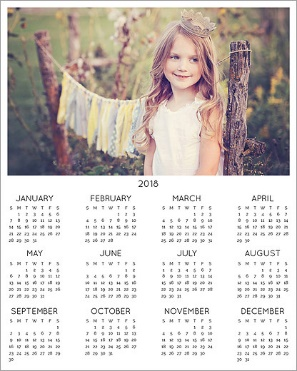 2018
JANUARY
S M T W T F S
1 2 3 4 5 6
7 8 9 10 11 12 13
14 15 16 17 18 19 20
21 22 23 24 25 26 27
28 29 30 31
FEBRUARY
S M T W T F S
1 2 3
4 5 6 7 8 9 10
11 12 13 14 15 16 17
18 19 20 21 22 23 24
25 26 27 28
MARCH
S M T W T F S
1 2 3
4 5 6 7 8 9 10
11 12 13 14 15 16 17
18 19 20 21 22 23 24
25 26 27 28 29 30 31
APRIL
S M T W T F S
1 2 3 4 5 6 7
8 9 10 11 12 13 14
15 16 17 18 19 20 21
22 23 24 25 26 27 28
29 30
MAY
S M T W T F S
1 2 3 4 5
6 7 8 9 10 11 12
13 14 15 16 17 18 19
20 21 22 23 24 25 26
27 28 29 30 31
JUNE
S M T W T F S
1 2
3 4 5 6 7 8 9
10 11 12 13 14 15 16
17 18 19 20 21 22 23
24 25 26 27 28 29 30
JULY
S M T W T F S
1 2 3 4 5 6 7
8 9 10 11 12 13 14
15 16 17 18 19 20 21
22 23 24 25 26 27 28
29 30 31
AUGUST
S M T W T F S
1 2 3 4
5 6 7 8 9 10 11
12 13 14 15 16 17 18
19 20 21 22 23 24 25
26 27 28 29 30 31
SEPTEMBER
S M T W T F S
1
2 3 4 5 6 7 8
9 10 11 12 13 14 15
16 17 18 19 20 21 22
23 24 25 26 27 28 29
30
OCTOBER
S M T W T F S
1 2 3 4 5 6
7 8 9 10 11 12 13
14 15 16 17 18 19 20
21 22 23 24 25 26 27
28 29 30 31
NOVEMBER
S M T W T F S
1 2 3
4 5 6 7 8 9 10
11 12 13 14 15 16 17
18 19 20 21 22 23 24
25 26 27 28 29 30
DECEMBER
S M T W T F S
1
2 3 4 5 6 7 8
9 10 11 12 13 14 15
16 17 18 19 20 21 22
23 24 25 26 27 28 29
30 31